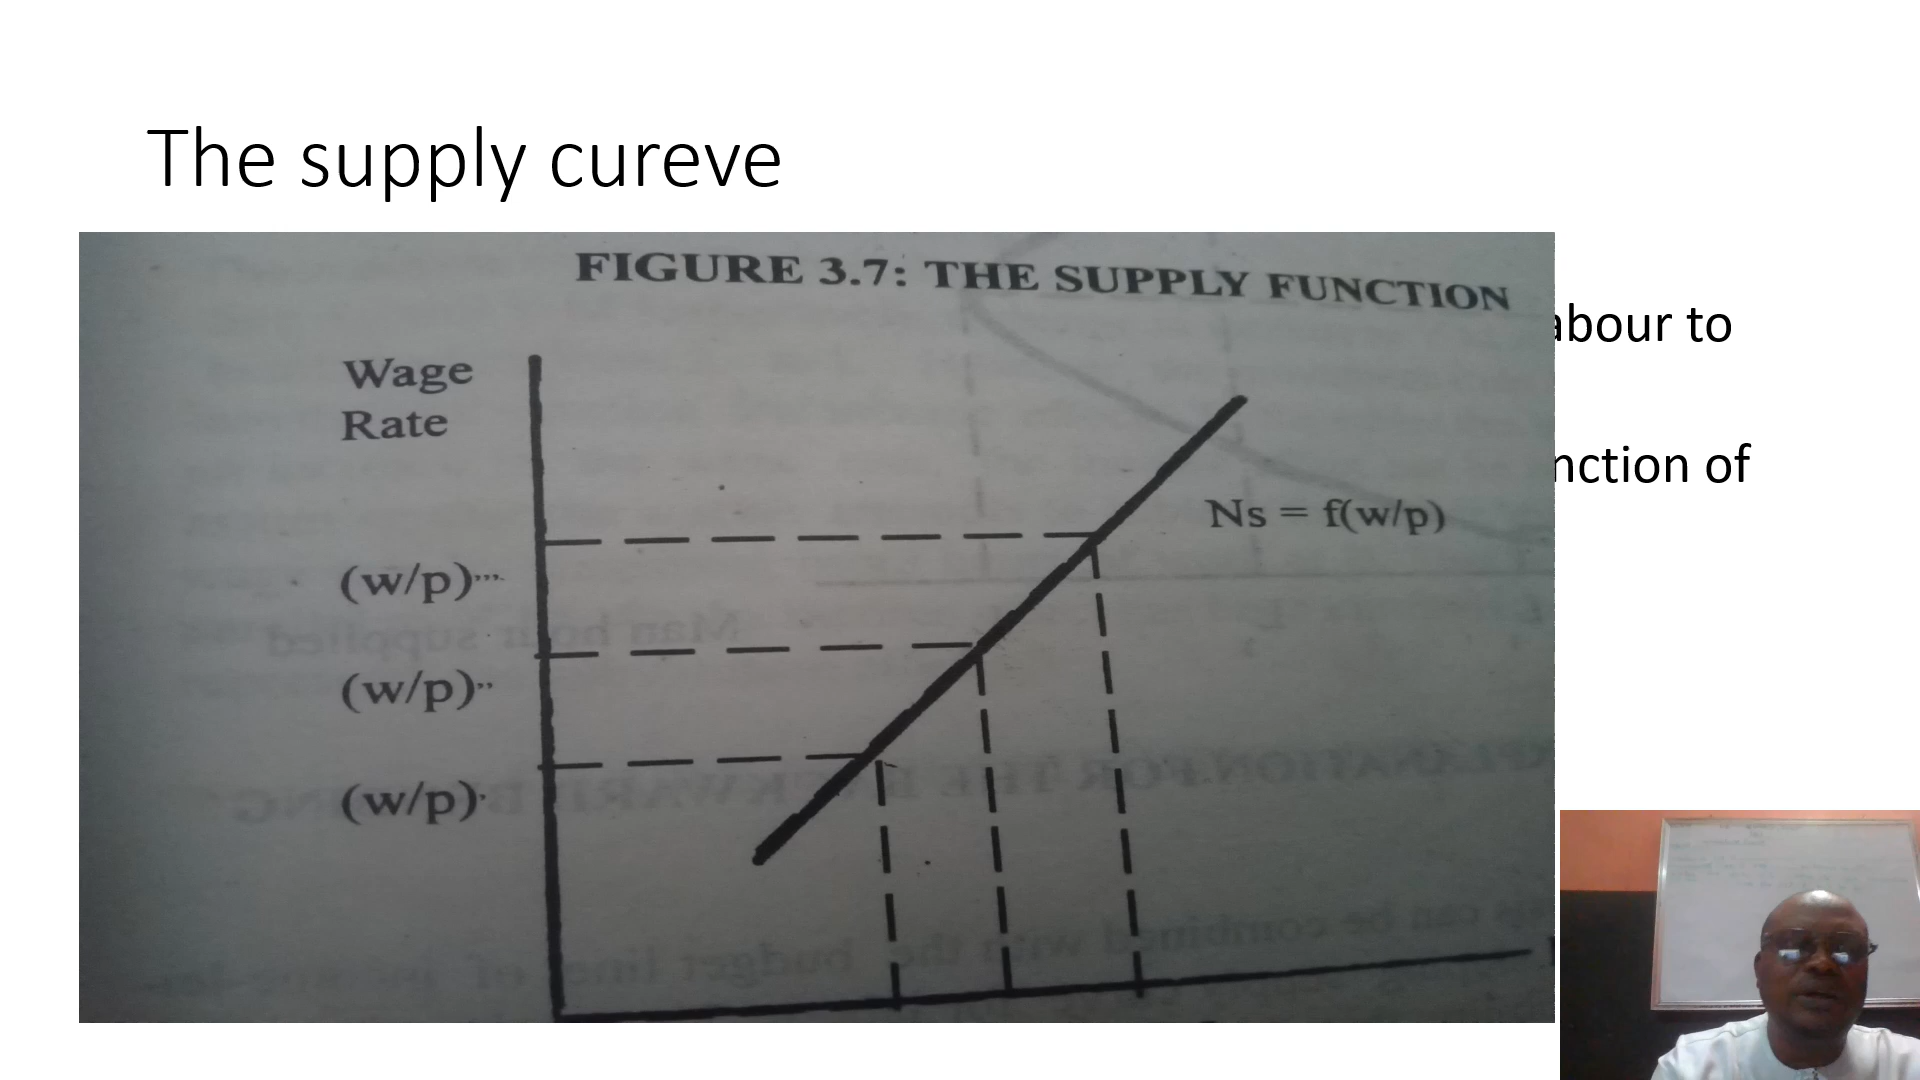 The supply cureve
FIGURE 3.7: THE SUPPLY FUNCTION
abour to
Wage
Rate
nction of
Ns = f(w/p)
(w/p)'''
(w/p)''
(w/p)'